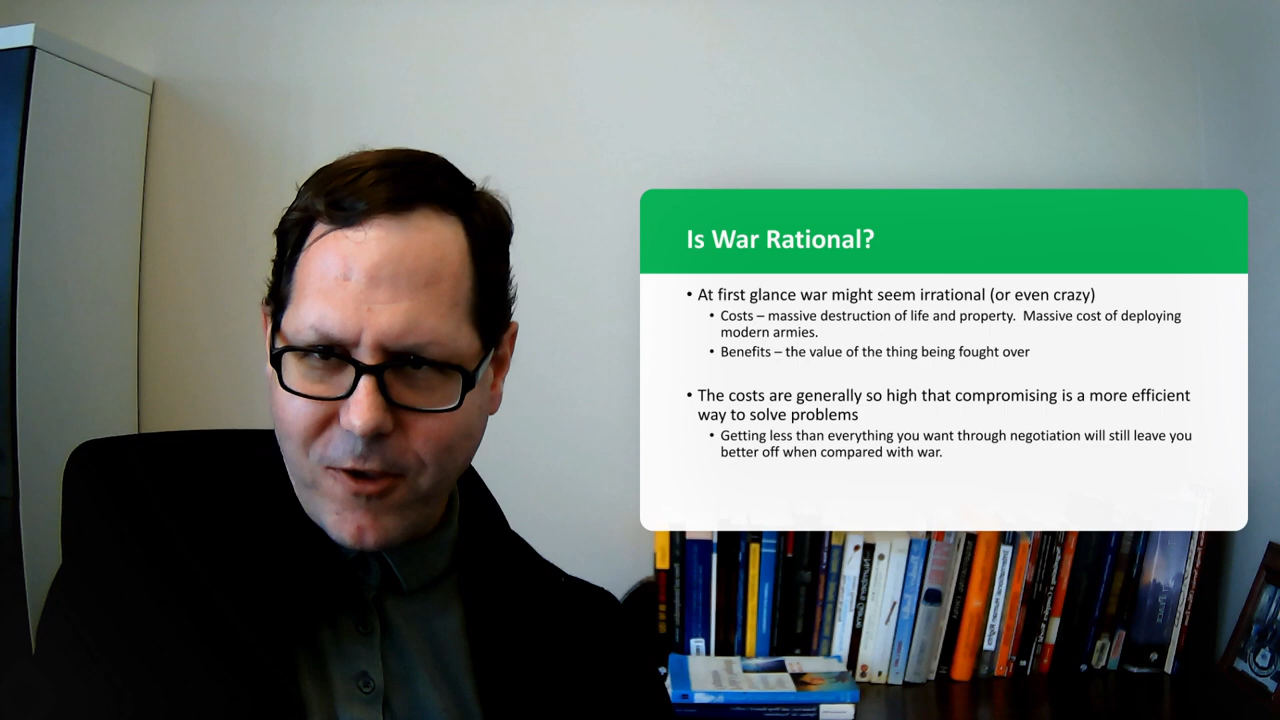 Is War Rational?
• At first glance war might seem irrational (or even crazy)
• Costs – massive destruction of life and property.  Massive cost of deploying
modern armies.
• Benefits – the value of the thing being fought over
• The costs are generally so high that compromising is a more efficient
way to solve problems
• Getting less than everything you want through negotiation will still leave you
better off when compared with war.